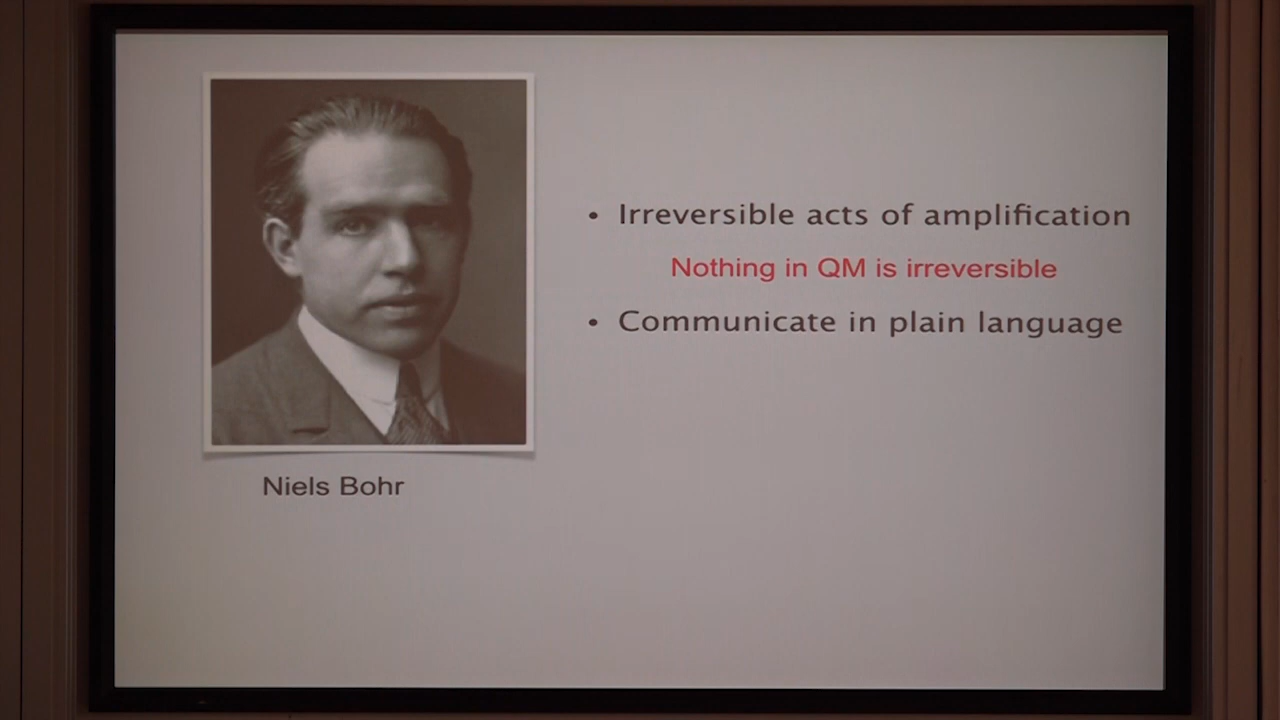 • Irreversible acts of amplification
Nothing in QM is irreversible
• Communicate in plain language
Niels Bohr